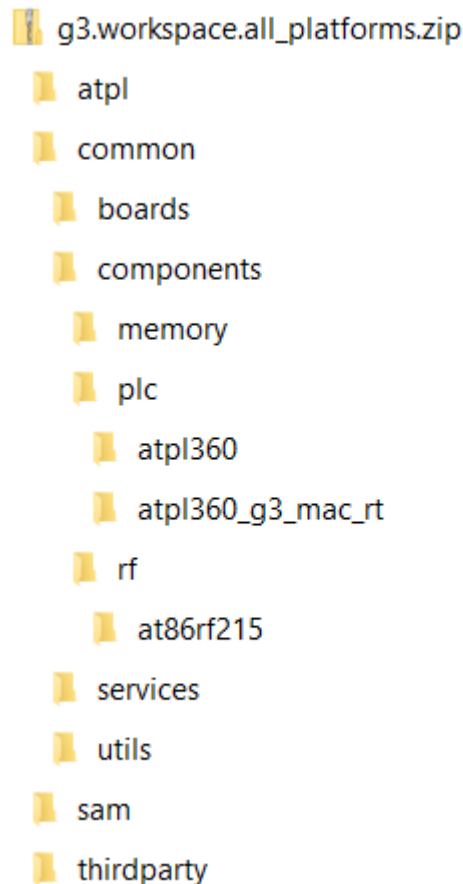 g3.workspace.all_platforms.zip
atpl
common
boards
components
memory
plc
atpl360
atpl360_g3_mac_rt
rf
at86rf215
services
utils
sam
thirdparty